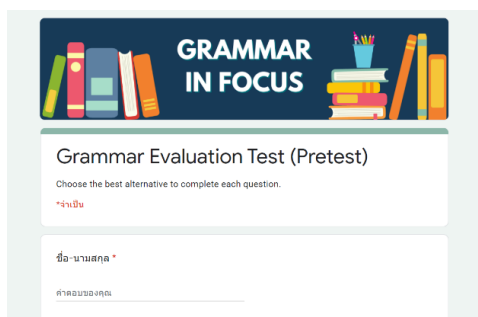 GRAMMAR
IN FOCUS
Grammar Evaluation Test (Pretest)
Choose the best alternative to complete each question.
*จำเป็น
ชื่อ-นามสกุล *
คำตอบของคุณ